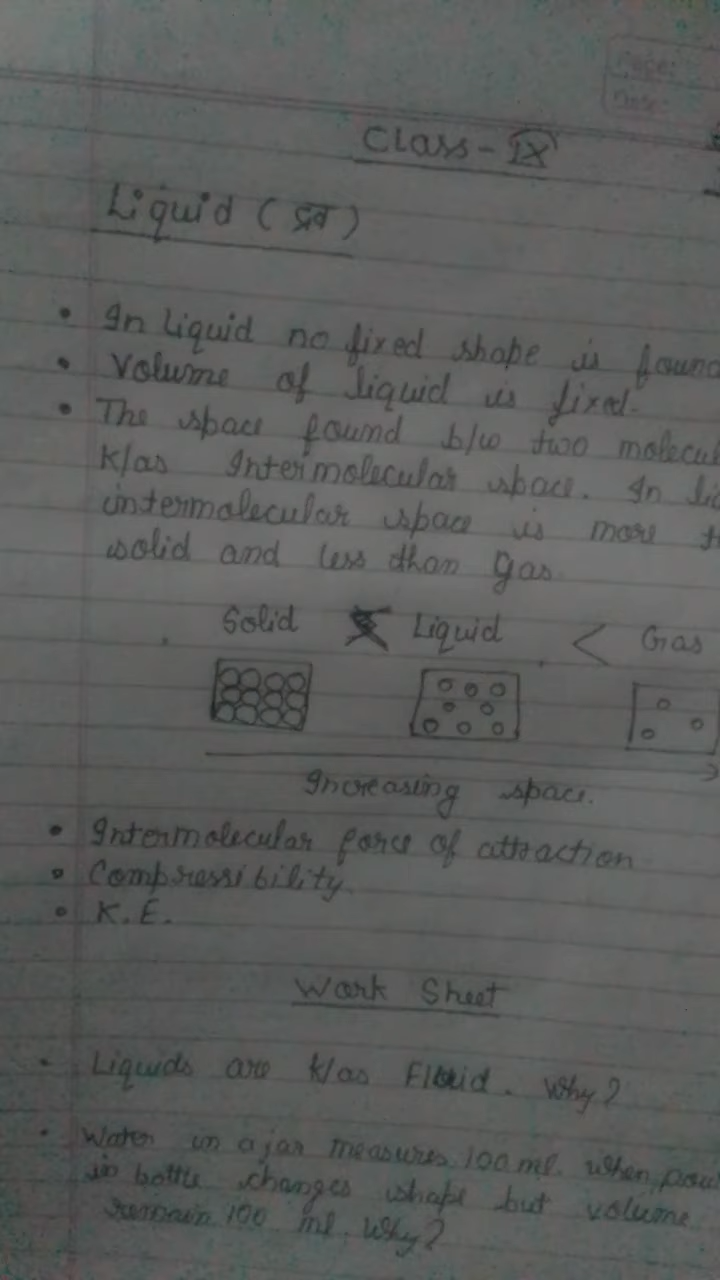 Page:
Date:
Class - IX
Liquid (द्रव)
• In liquid no fixed shape is found
• Volume of liquid is fixed.
• The space found b/w two molecul
K/as Intermolecular space. In li
intermolecular space is more t
solid and less than gas.
Solid Liquid < Gas
Increasing space.
• Intermolecular force of attraction
• Compressibility
• K.E.
Work Sheet
• Liquids are k/as Fluid. Why?
• Water in a jar measures 100 ml. When pou
in bottle changes shape but volume
remain 100 ml. Why?